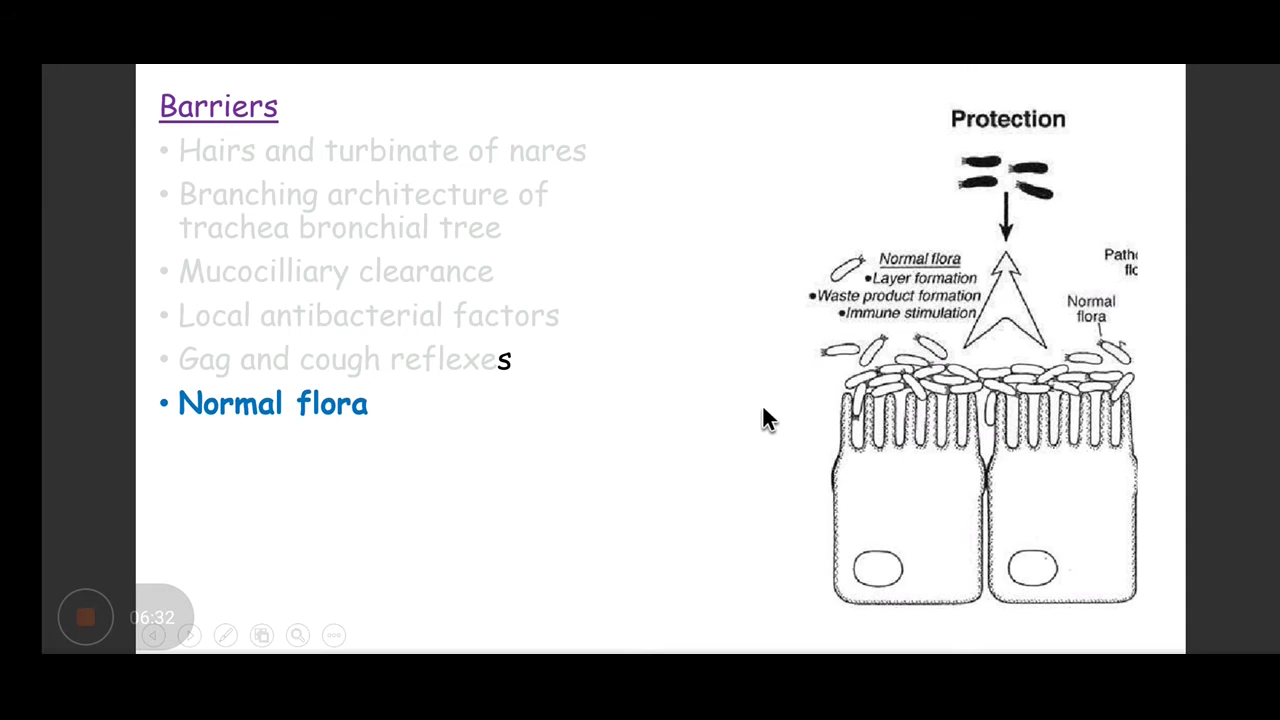 Barriers
• Hairs and turbinate of nares
• Branching architecture of
trachea bronchial tree
• Mucocilliary clearance
• Local antibacterial factors
• Gag and cough reflexes
• Normal flora
Protection
Normal flora
•Layer formation
•Waste product formation
•Immune stimulation
Normal
flora
06:32